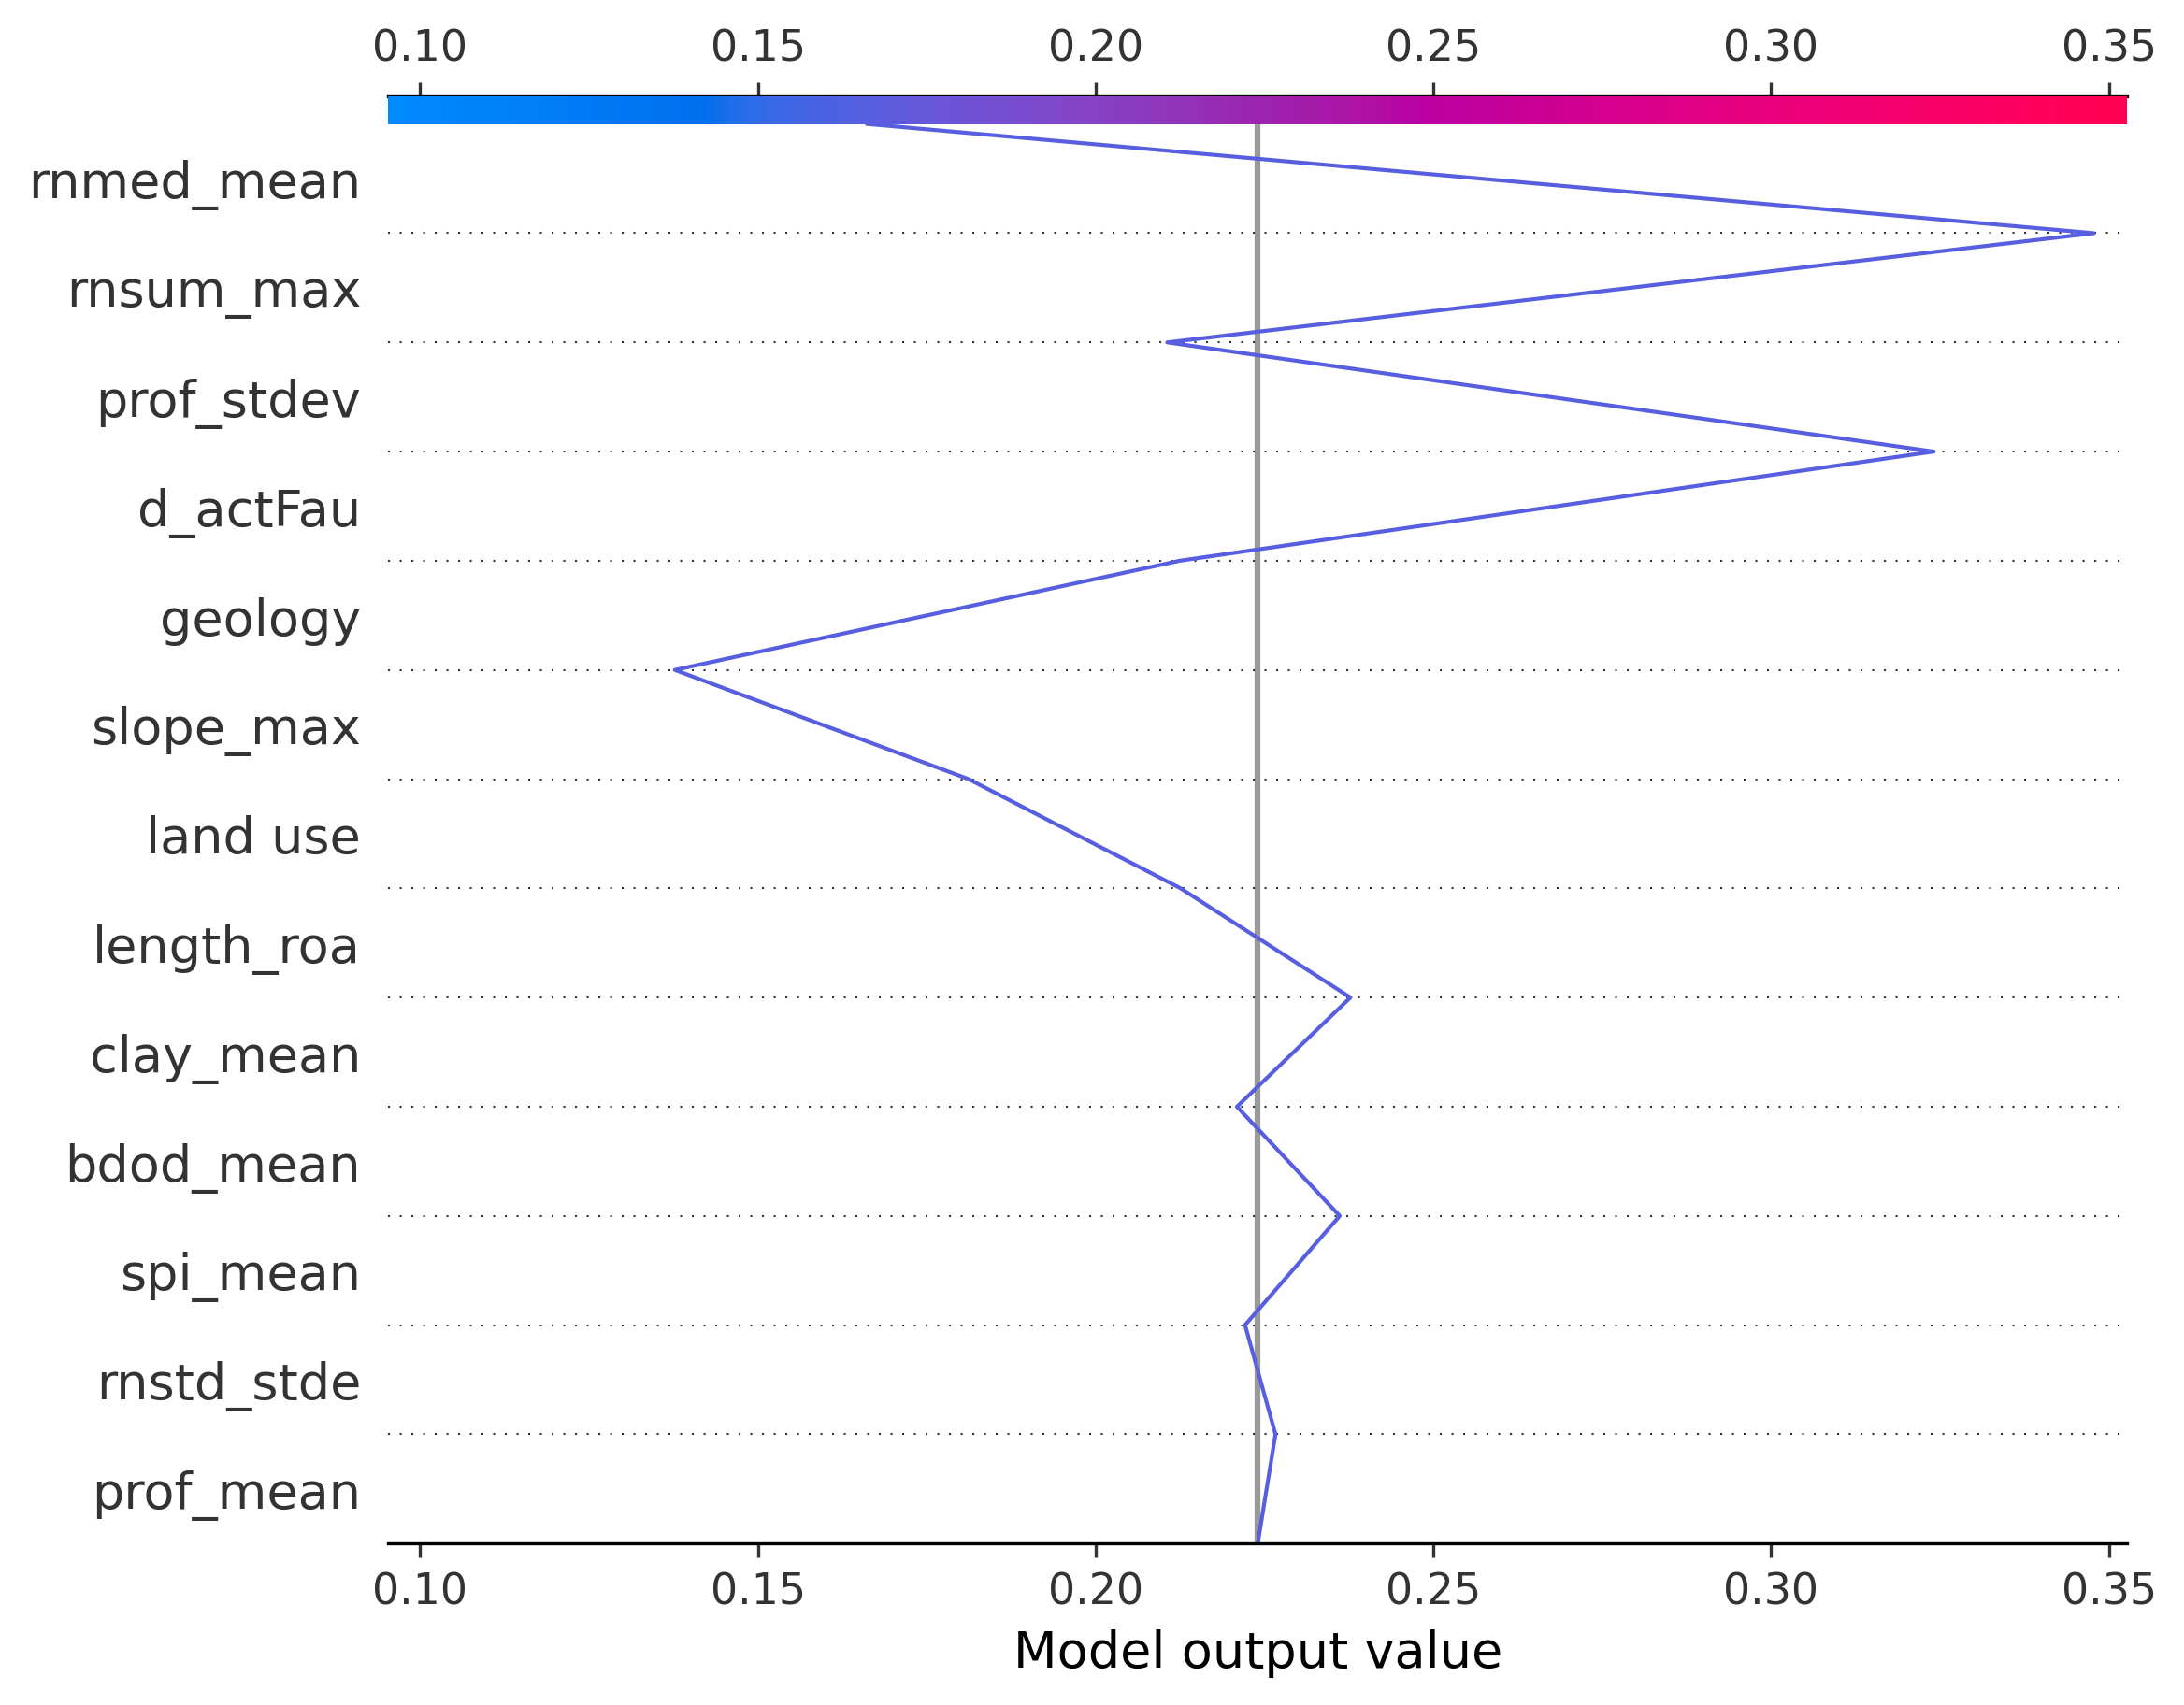 0.10 0.15 0.20 0.25 0.30 0.35
rnmed_mean
rnsum_max
prof_stdev
d_actFau
geology
slope_max
land use
length_roa
clay_mean
bdod_mean
spi_mean
rnstd_stde
prof_mean
0.10 0.15 0.20 0.25 0.30 0.35
Model output value